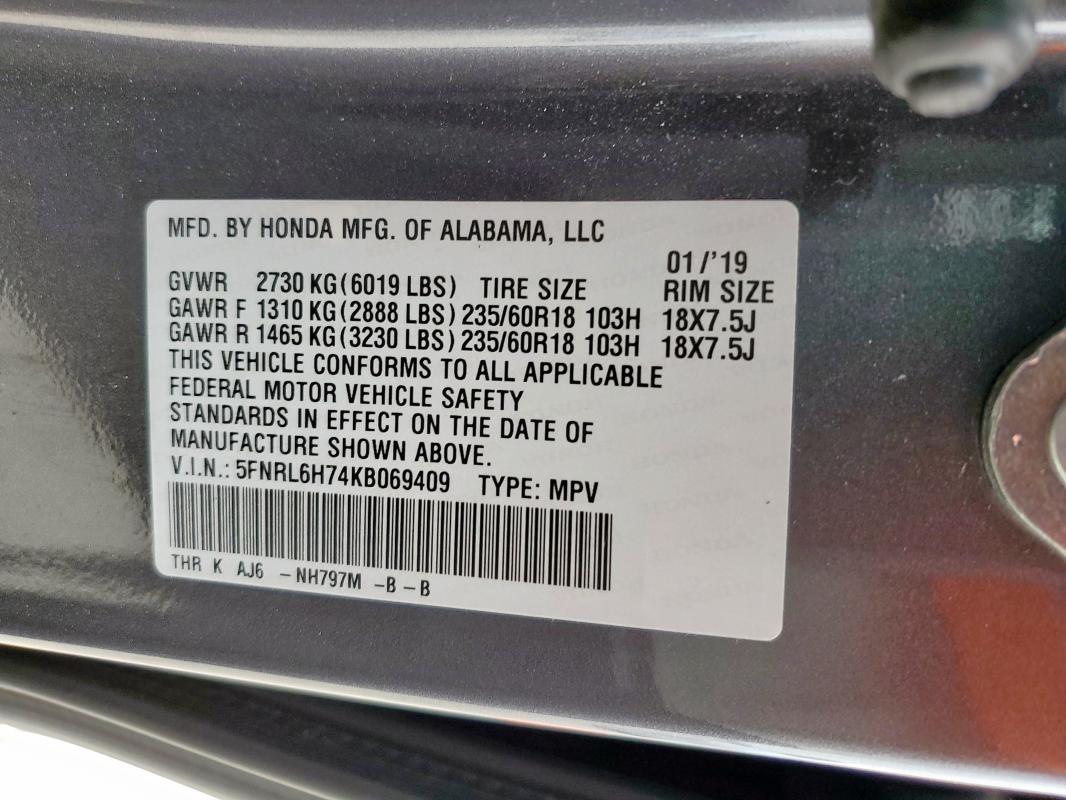 MFD. BY HONDA MFG. OF ALABAMA, LLC
01/'19
GVWR 2730 KG(6019 LBS) TIRE SIZE RIM SIZE
GAWR F 1310 KG(2888 LBS) 235/60R18 103H 18X7.5J
GAWR R 1465 KG(3230 LBS) 235/60R18 103H 18X7.5J
THIS VEHICLE CONFORMS TO ALL APPLICABLE
FEDERAL MOTOR VEHICLE SAFETY
STANDARDS IN EFFECT ON THE DATE OF
MANUFACTURE SHOWN ABOVE.
V.I.N.: 5FNRL6H74KB069409 TYPE: MPV
THR K AJ6 -NH797M -B-B